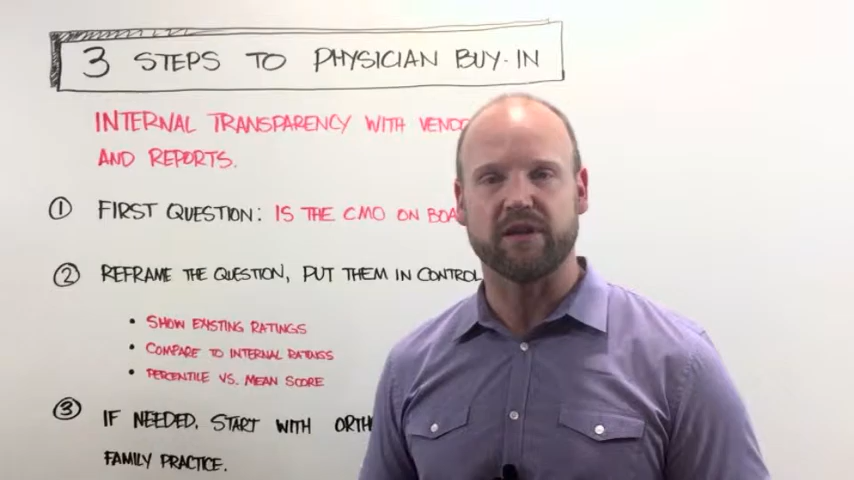 3 STEPS TO PHYSICIAN BUY-IN
INTERNAL TRANSPARENCY WITH
AND REPORTS.
1 FIRST QUESTION: IS THE CMO ON
2 REFRAME THE QUESTION, PUT THEM IN CONTROL
• SHOW EXISTING RATINGS
• COMPARE TO INTERNAL RATINGS
• PERCENTILE VS. MEAN SCORE
3 IF NEEDED, START WITH
FAMILY PRACTICE.